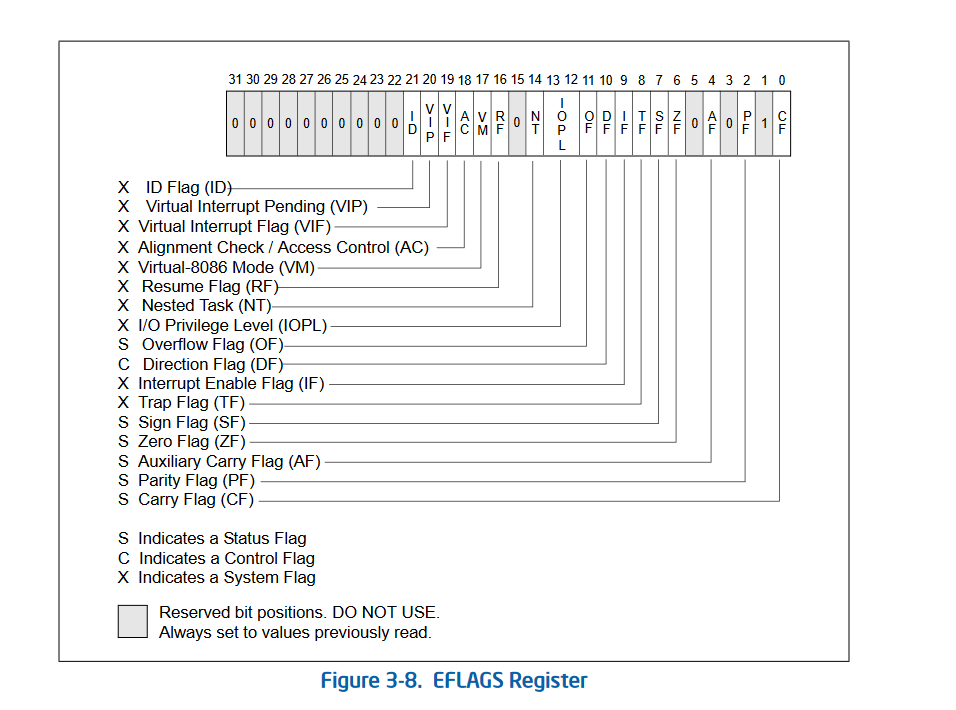 31 30 29 28 27 26 25 24 23 22 21 20 19 18 17 16 15 14 13 12 11 10 9 8 7 6 5 4 3 2 1 0
0 0 0 0 0 0 0 0 0 0 ID VIP VIF AC VM RF 0 NT IOPL OF DF IF TF SF ZF 0 AF 0 PF 1 CF
X ID Flag (ID)
X Virtual Interrupt Pending (VIP)
X Virtual Interrupt Flag (VIF)
X Alignment Check / Access Control (AC)
X Virtual-8086 Mode (VM)
X Resume Flag (RF)
X Nested Task (NT)
X I/O Privilege Level (IOPL)
S Overflow Flag (OF)
C Direction Flag (DF)
X Interrupt Enable Flag (IF)
X Trap Flag (TF)
S Sign Flag (SF)
S Zero Flag (ZF)
S Auxiliary Carry Flag (AF)
S Parity Flag (PF)
S Carry Flag (CF)
S Indicates a Status Flag
C Indicates a Control Flag
X Indicates a System Flag
Reserved bit positions. DO NOT USE.
Always set to values previously read.
Figure 3-8. EFLAGS Register